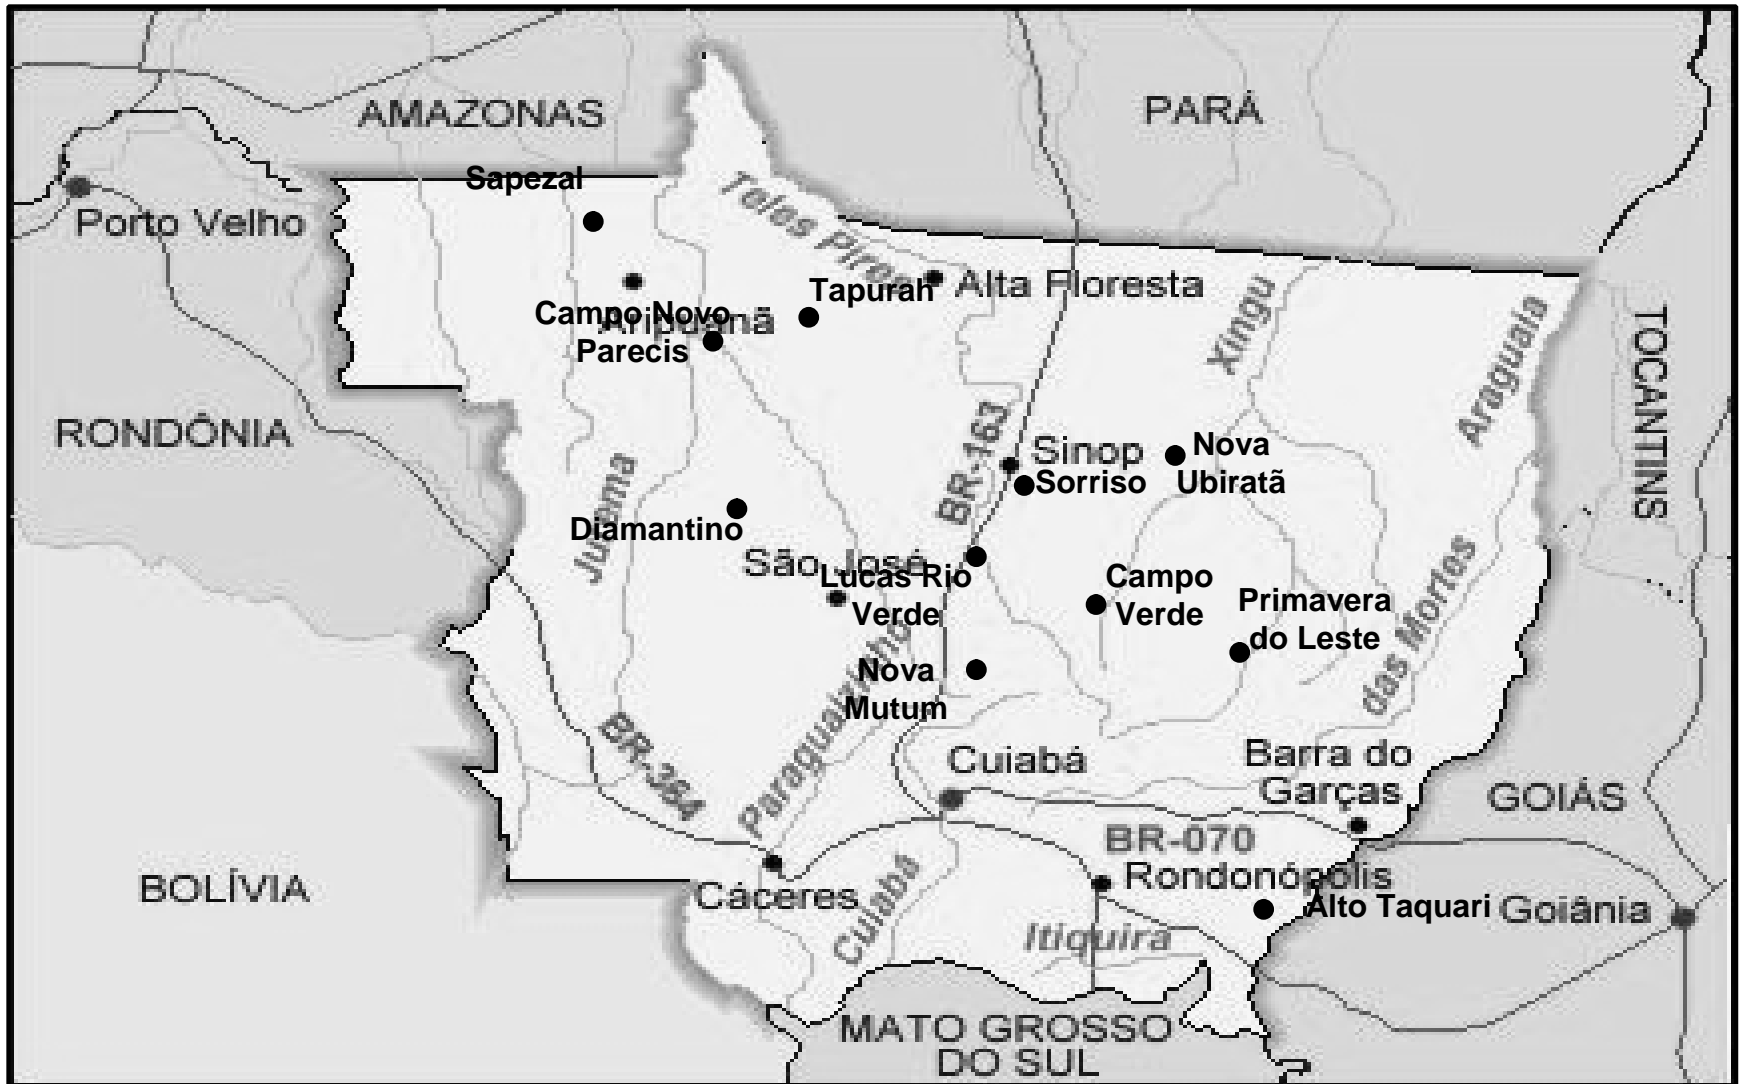 AMAZONAS
PARÁ
Sapezal
Porto Velho
Teles Pires
Tapurah
Alta Floresta
Campo Novo
Aripuanã
Parecis
Xingu
Araguaia
TOCANTINS
RONDÔNIA
BR-163
Sinop
Nova
Sorriso
Ubiratã
Juruema
Diamantino
São José
Lucas Rio
Verde
Campo
Verde
Primavera
do Leste
das Mortes
Nova
Mutum
Paraguaizinho
BR-364
Cuiabá
Barra do
Garças
GOIÁS
BR-070
BOLÍVIA
Cáceres
Cuiabá
Rondonópolis
Alto Taquari
Goiânia
Itiquira
MATO GROSSO
DO SUL